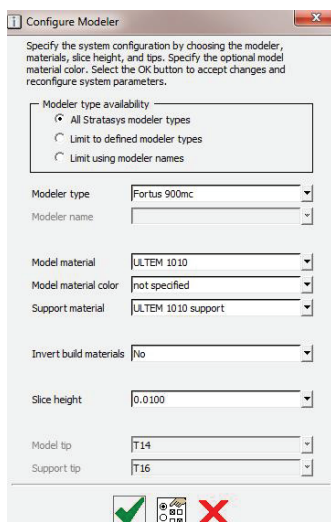 Configure Modeler
Specify the system configuration by choosing the modeler,
materials, slice height, and tips. Specify the optional model
material color. Select the OK button to accept changes and
reconfigure system parameters.
Modeler type availability
All Stratasys modeler types
Limit to defined modeler types
Limit using modeler names
Modeler type Fortus 900mc
Modeler name
Model material ULTEM 1010
Model material color not specified
Support material ULTEM 1010 support
Invert build materials No
Slice height 0.0100
Model tip T14
Support tip T16